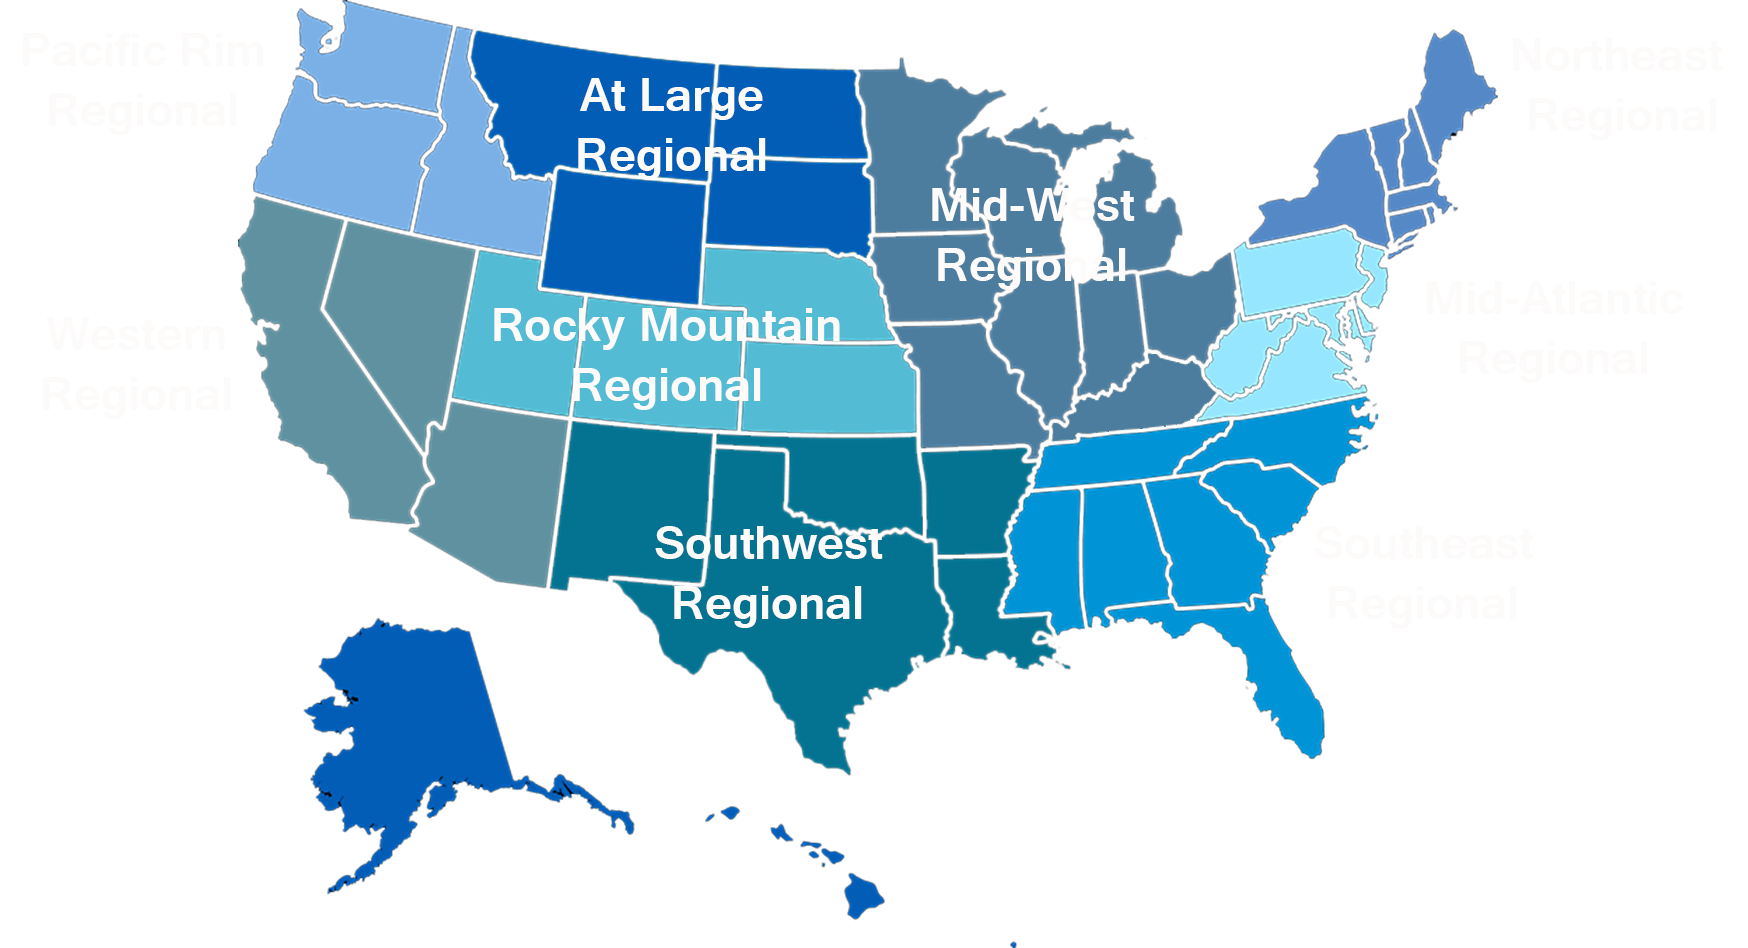 Pacific Rim
Regional
At Large
Regional
Northeast
Regional
Mid-West
Regional
Western
Regional
Rocky Mountain
Regional
Mid-Atlantic
Regional
Southwest
Regional
Southeast
Regional